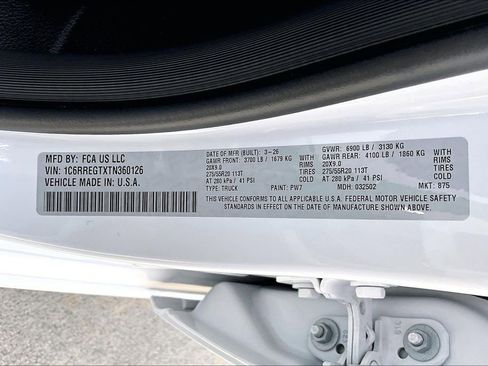 MFD BY: FCA US LLC
VIN: 1C6RREGTXTN360126
VEHICLE MADE IN: U.S.A.
DATE OF MFR (BUILT): 3-26
GAWR FRONT: 3700 LB / 1679 KG
WITH
RIMS
20X9.0
275/55R20 113T
AT 280 kPa / 41 PSI
TYPE: TRUCK
PAINT: PW7
GVWR: 6900 LB / 3130 KG
GAWR REAR: 4100 LB / 1860 KG
WITH
RIMS
20X9.0
275/55R20 113T
AT 280 kPa / 41 PSI
MDH: 032502
MKT: 875
THIS VEHICLE CONFORMS TO ALL APPLICABLE U.S.A. FEDERAL MOTOR VEHICLE SAFETY
STANDARDS IN EFFECT ON THE DATE OF MANUFACTURE SHOWN ABOVE.